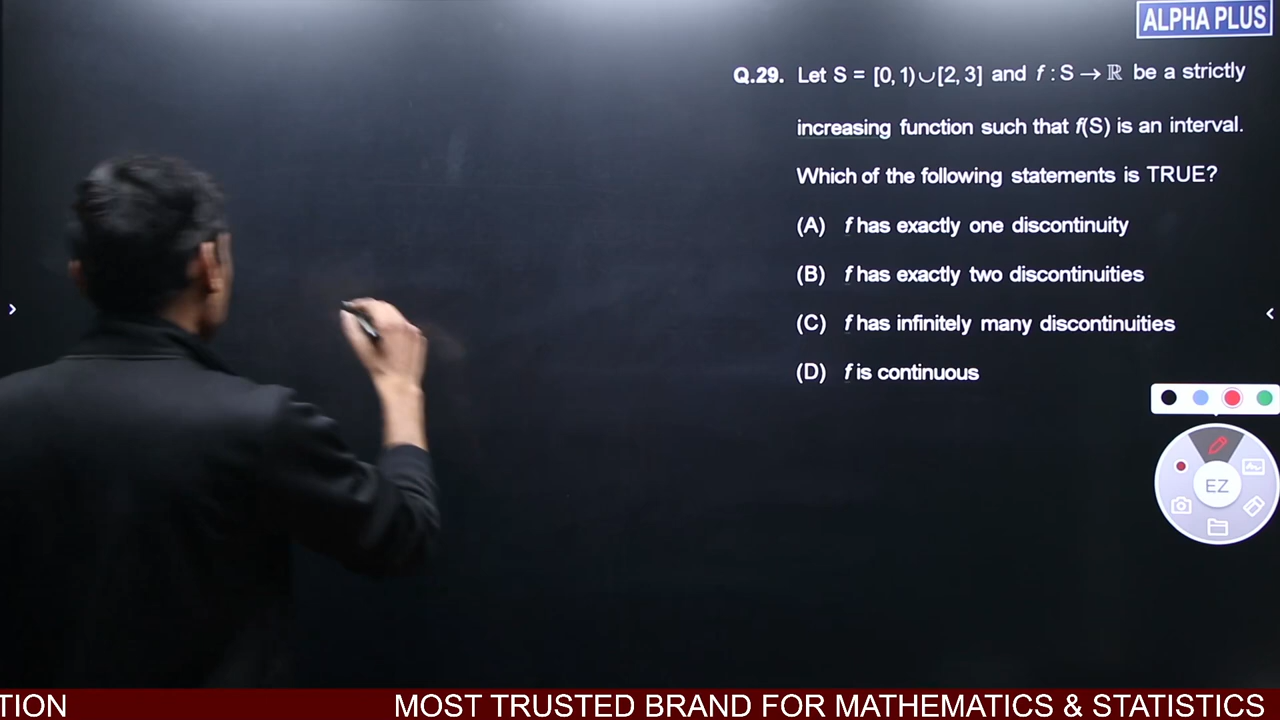 ALPHA PLUS
Q.29. Let S = [0, 1) ∪ [2, 3] and f : S → ℝ be a strictly
increasing function such that f(S) is an interval.
Which of the following statements is TRUE?
(A) f has exactly one discontinuity
(B) f has exactly two discontinuities
(C) f has infinitely many discontinuities
(D) f is continuous
EZ
TION MOST TRUSTED BRAND FOR MATHEMATICS & STATISTICS